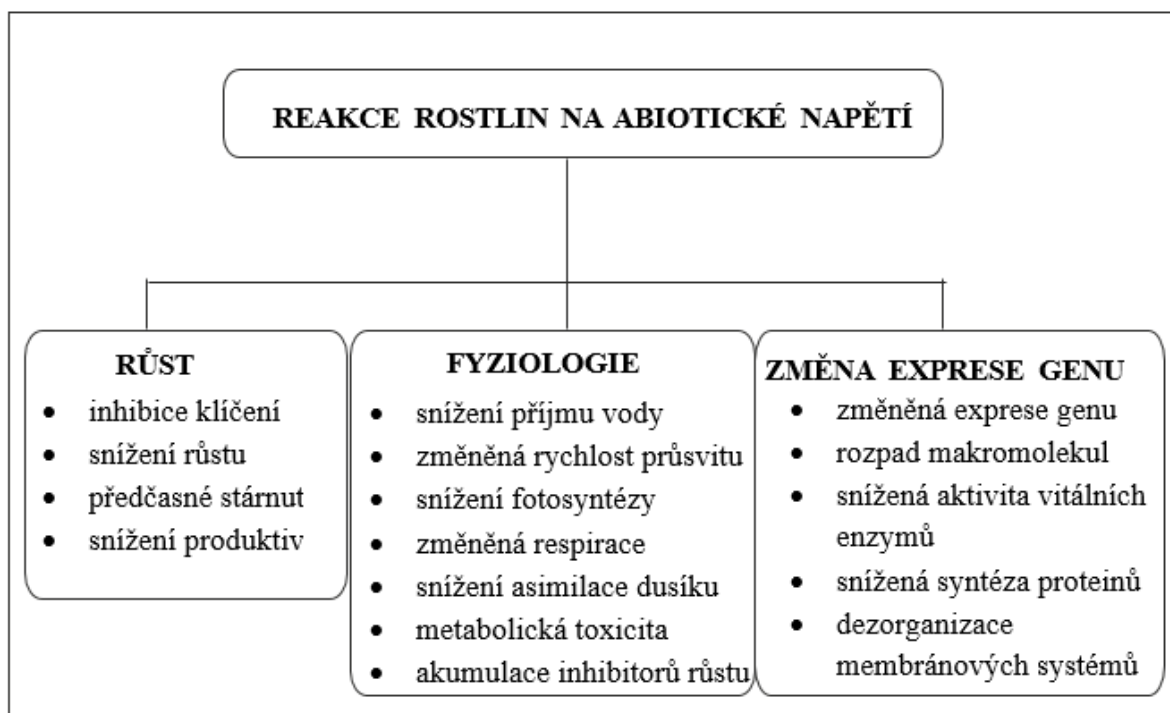 REAKCE ROSTLIN NA ABIOTICKÉ NAPĚTÍ
RŮST
• inhibice klíčení
• snížení růstu
• předčasné stárnut
• snížení produktiv
FYZIOLOGIE
• snížení příjmu vody
• změněná rychlost průsvitu
• snížení fotosyntézy
• změněná respirace
• snížení asimilace dusíku
• metabolická toxicita
• akumulace inhibitorů růstu
ZMĚNA EXPRESE GENU
• změněná exprese genu
• rozpad makromolekul
• snížená aktivita vitálních
enzymů
• snížená syntéza proteinů
• dezorganizace
membránových systémů